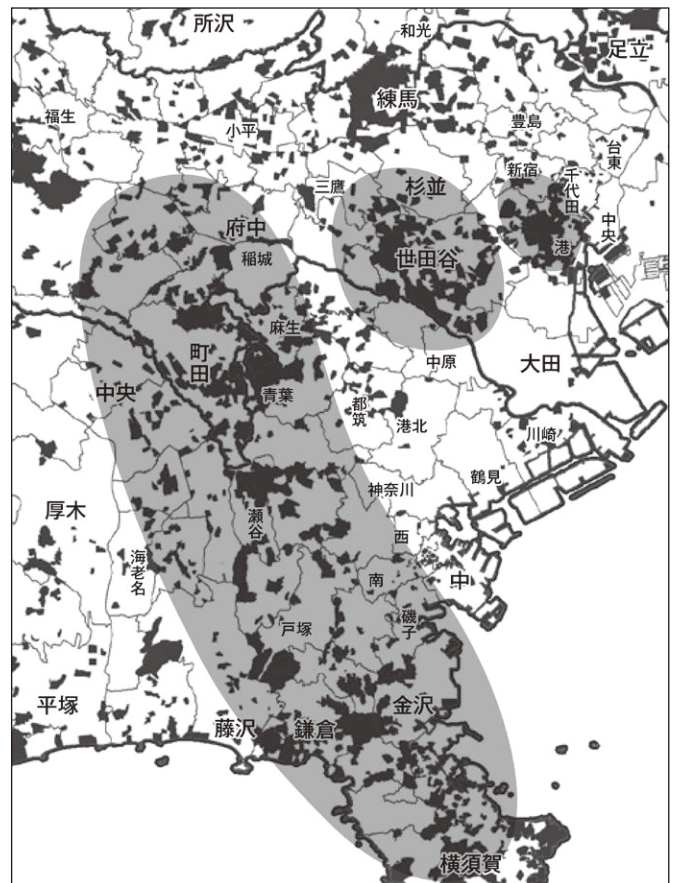 所沢
和光
足立
練馬
福生
小平
豊島
台東
新宿
千代田
三鷹
杉並
中央
府中
港
稲城
世田谷
麻生
町田
中原
大田
中央
青葉
都筑
港北
川崎
鶴見
神奈川
厚木
瀬谷
西
海老名
南
中
磯子
戸塚
平塚
金沢
藤沢
鎌倉
横須賀